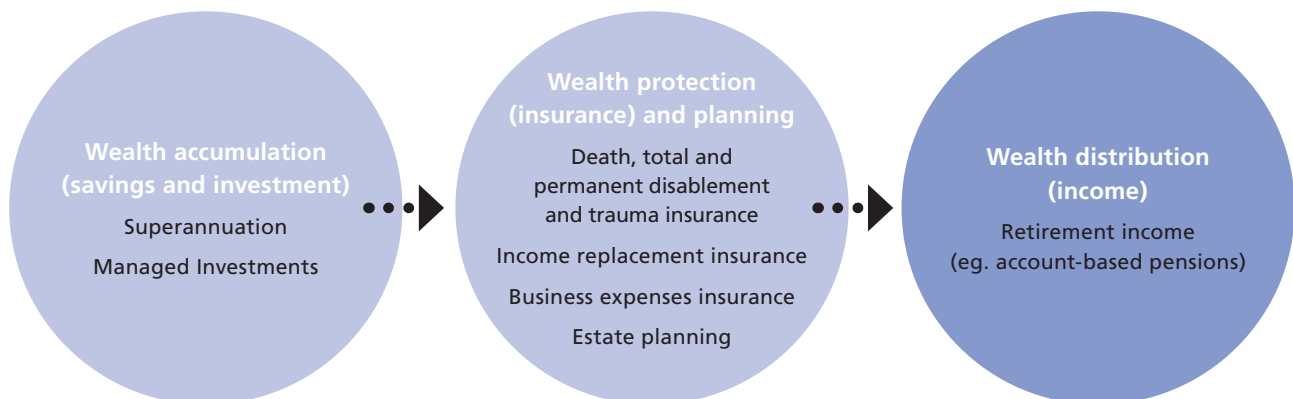 Wealth accumulation
(savings and investment)
Superannuation
Managed Investments
Wealth protection
(insurance) and planning
Death, total and
permanent disablement
and trauma insurance
Income replacement insurance
Business expenses insurance
Estate planning
Wealth distribution
(income)
Retirement income
(eg. account-based pensions)